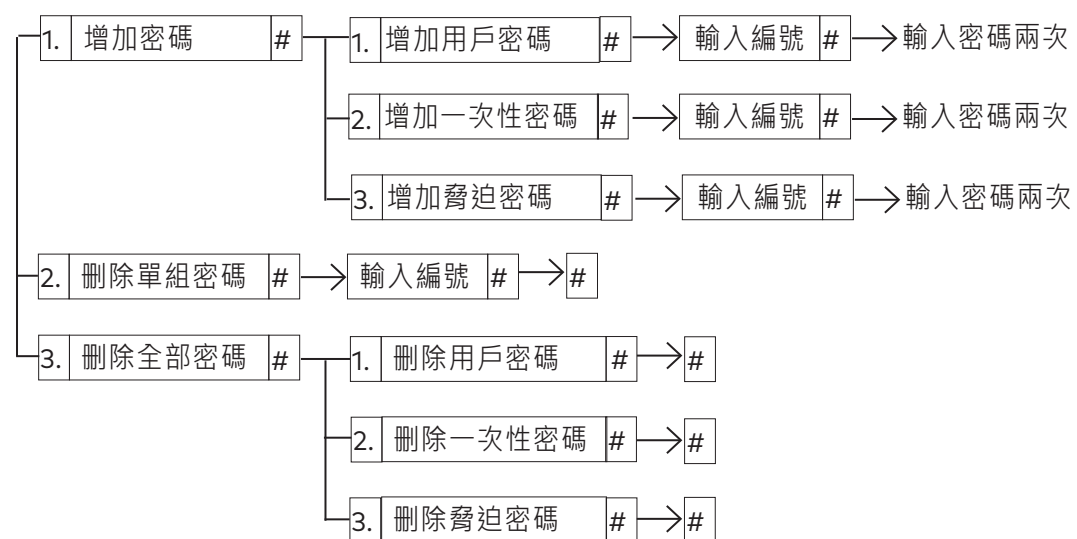 1. 增加密碼 # 1. 增加用戶密碼 # 輸入編號 # 輸入密碼兩次
2. 增加一次性密碼 # 輸入編號 # 輸入密碼兩次
3. 增加脅迫密碼 # 輸入編號 # 輸入密碼兩次
2. 刪除單組密碼 # 輸入編號 # #
3. 刪除全部密碼 # 1. 刪除用戶密碼 # #
2. 刪除一次性密碼 # #
3. 刪除脅迫密碼 # #